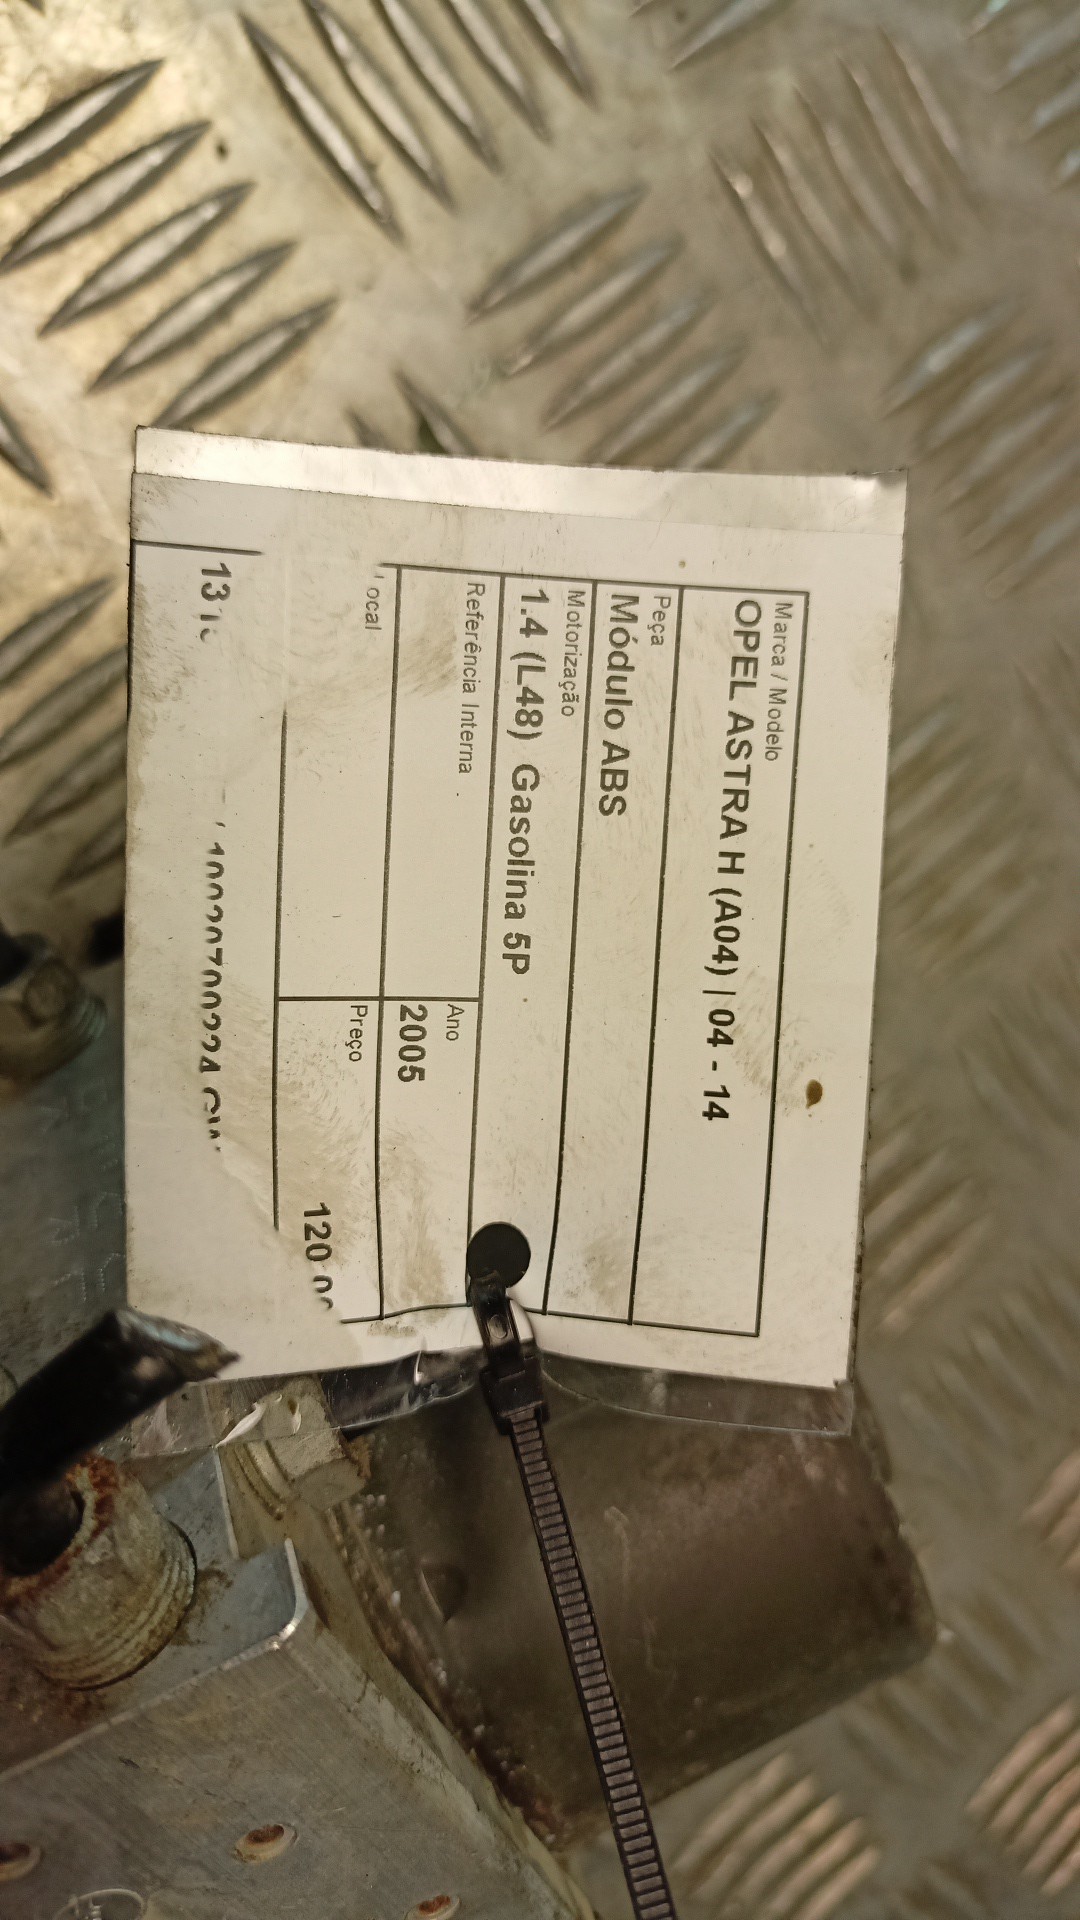 Marca / Modelo
OPEL ASTRA H (A04) | 04 - 14
Peça
Módulo ABS
Motorização
1.4 (L48) Gasolina 5P
Referência Interna
Ano
2005
Preço